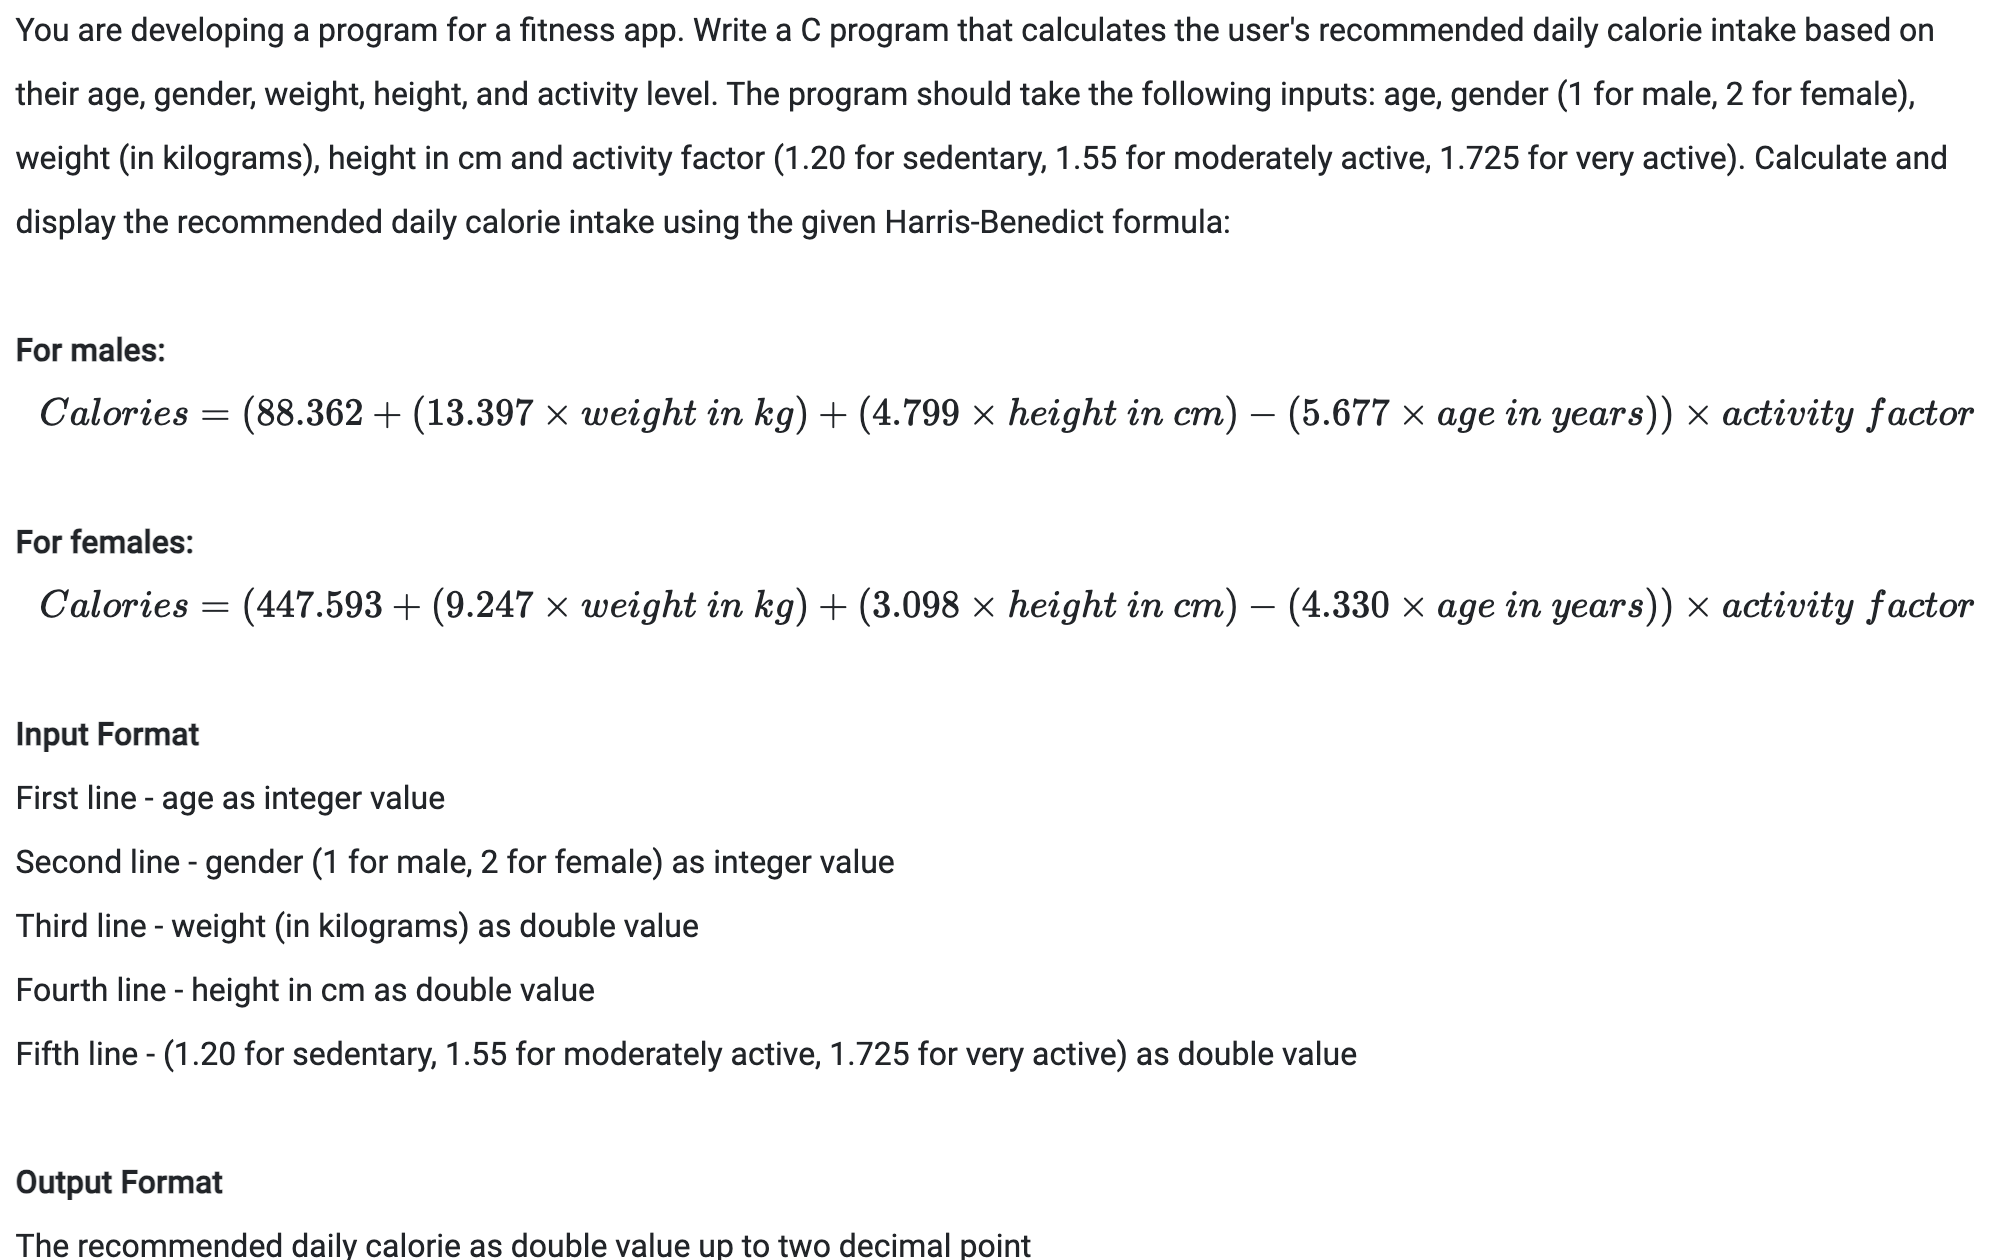 You are developing a program for a fitness app. Write a C program that calculates the user's recommended daily calorie intake based on
their age, gender, weight, height, and activity level. The program should take the following inputs: age, gender (1 for male, 2 for female),
weight (in kilograms), height in cm and activity factor (1.20 for sedentary, 1.55 for moderately active, 1.725 for very active). Calculate and
display the recommended daily calorie intake using the given Harris-Benedict formula:
For males:
Calories = (88.362 + (13.397 × weight in kg) + (4.799 × height in cm) − (5.677 × age in years)) × activity factor
For females:
Calories = (447.593 + (9.247 × weight in kg) + (3.098 × height in cm) − (4.330 × age in years)) × activity factor
Input Format
First line - age as integer value
Second line - gender (1 for male, 2 for female) as integer value
Third line - weight (in kilograms) as double value
Fourth line - height in cm as double value
Fifth line - (1.20 for sedentary, 1.55 for moderately active, 1.725 for very active) as double value
Output Format
The recommended daily calorie as double value up to two decimal point